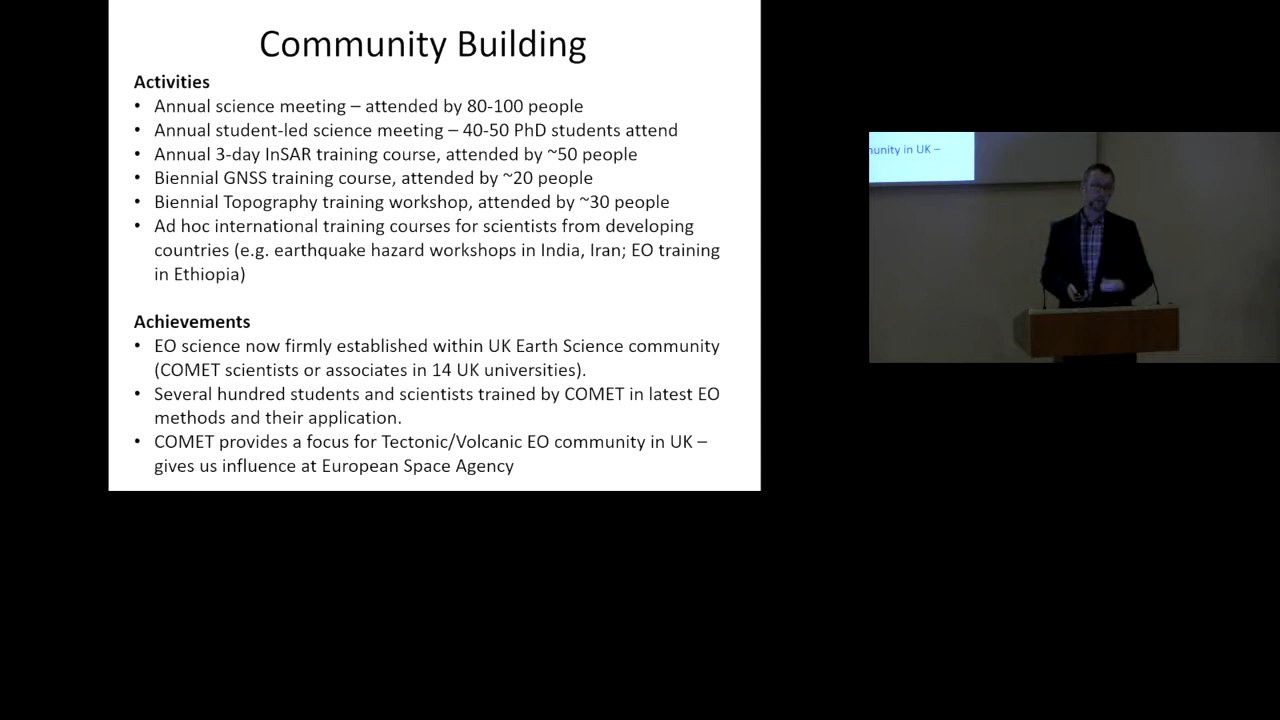 Community Building
Activities
• Annual science meeting – attended by 80-100 people
• Annual student-led science meeting – 40-50 PhD students attend
• Annual 3-day InSAR training course, attended by ~50 people
• Biennial GNSS training course, attended by ~20 people
• Biennial Topography training workshop, attended by ~30 people
• Ad hoc international training courses for scientists from developing
countries (e.g. earthquake hazard workshops in India, Iran; EO training
in Ethiopia)
Achievements
• EO science now firmly established within UK Earth Science community
(COMET scientists or associates in 14 UK universities).
• Several hundred students and scientists trained by COMET in latest EO
methods and their application.
• COMET provides a focus for Tectonic/Volcanic EO community in UK –
gives us influence at European Space Agency
munity in UK –